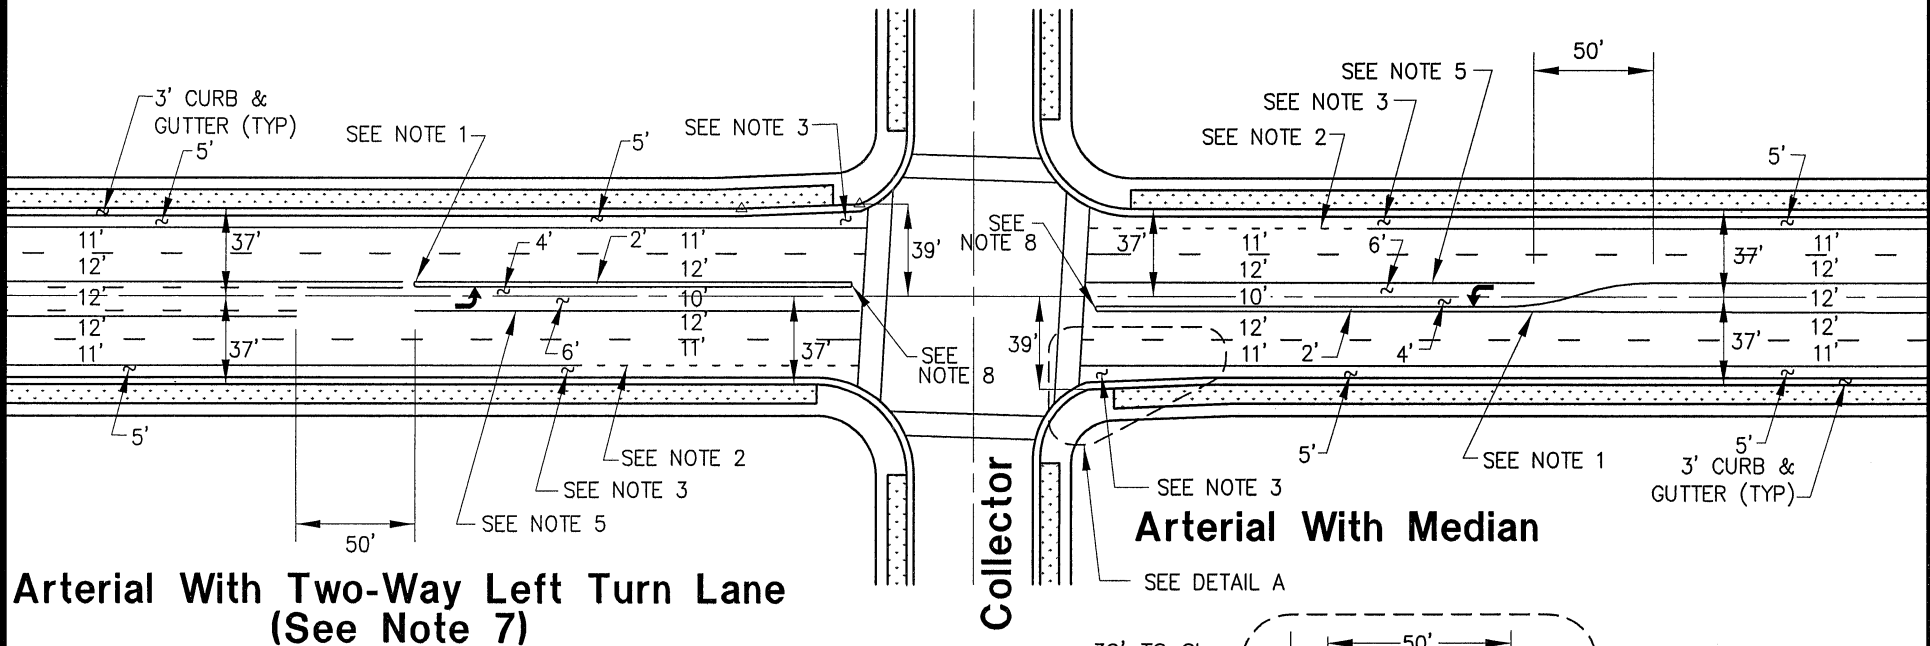 50'
SEE NOTE 5
SEE NOTE 3
SEE NOTE 2
3' CURB &
GUTTER (TYP)
5'
SEE NOTE 1
5'
SEE NOTE 3
5'
11'
12'
12'
12'
11'
37'
37'
4'
2'
11'
12'
10'
12'
11'
6'
37'
39'
SEE
NOTE 8
SEE
NOTE 8
39'
37'
11'
12'
10'
12'
11'
6'
2'
4'
37'
37'
11'
12'
12'
12'
11'
5'
SEE NOTE 2
SEE NOTE 3
SEE NOTE 5
50'
5'
SEE NOTE 1
5'
3' CURB &
GUTTER (TYP)
SEE NOTE 3
Collector
Arterial With Median
SEE DETAIL A
Arterial With Two-Way Left Turn Lane
(See Note 7)
50'